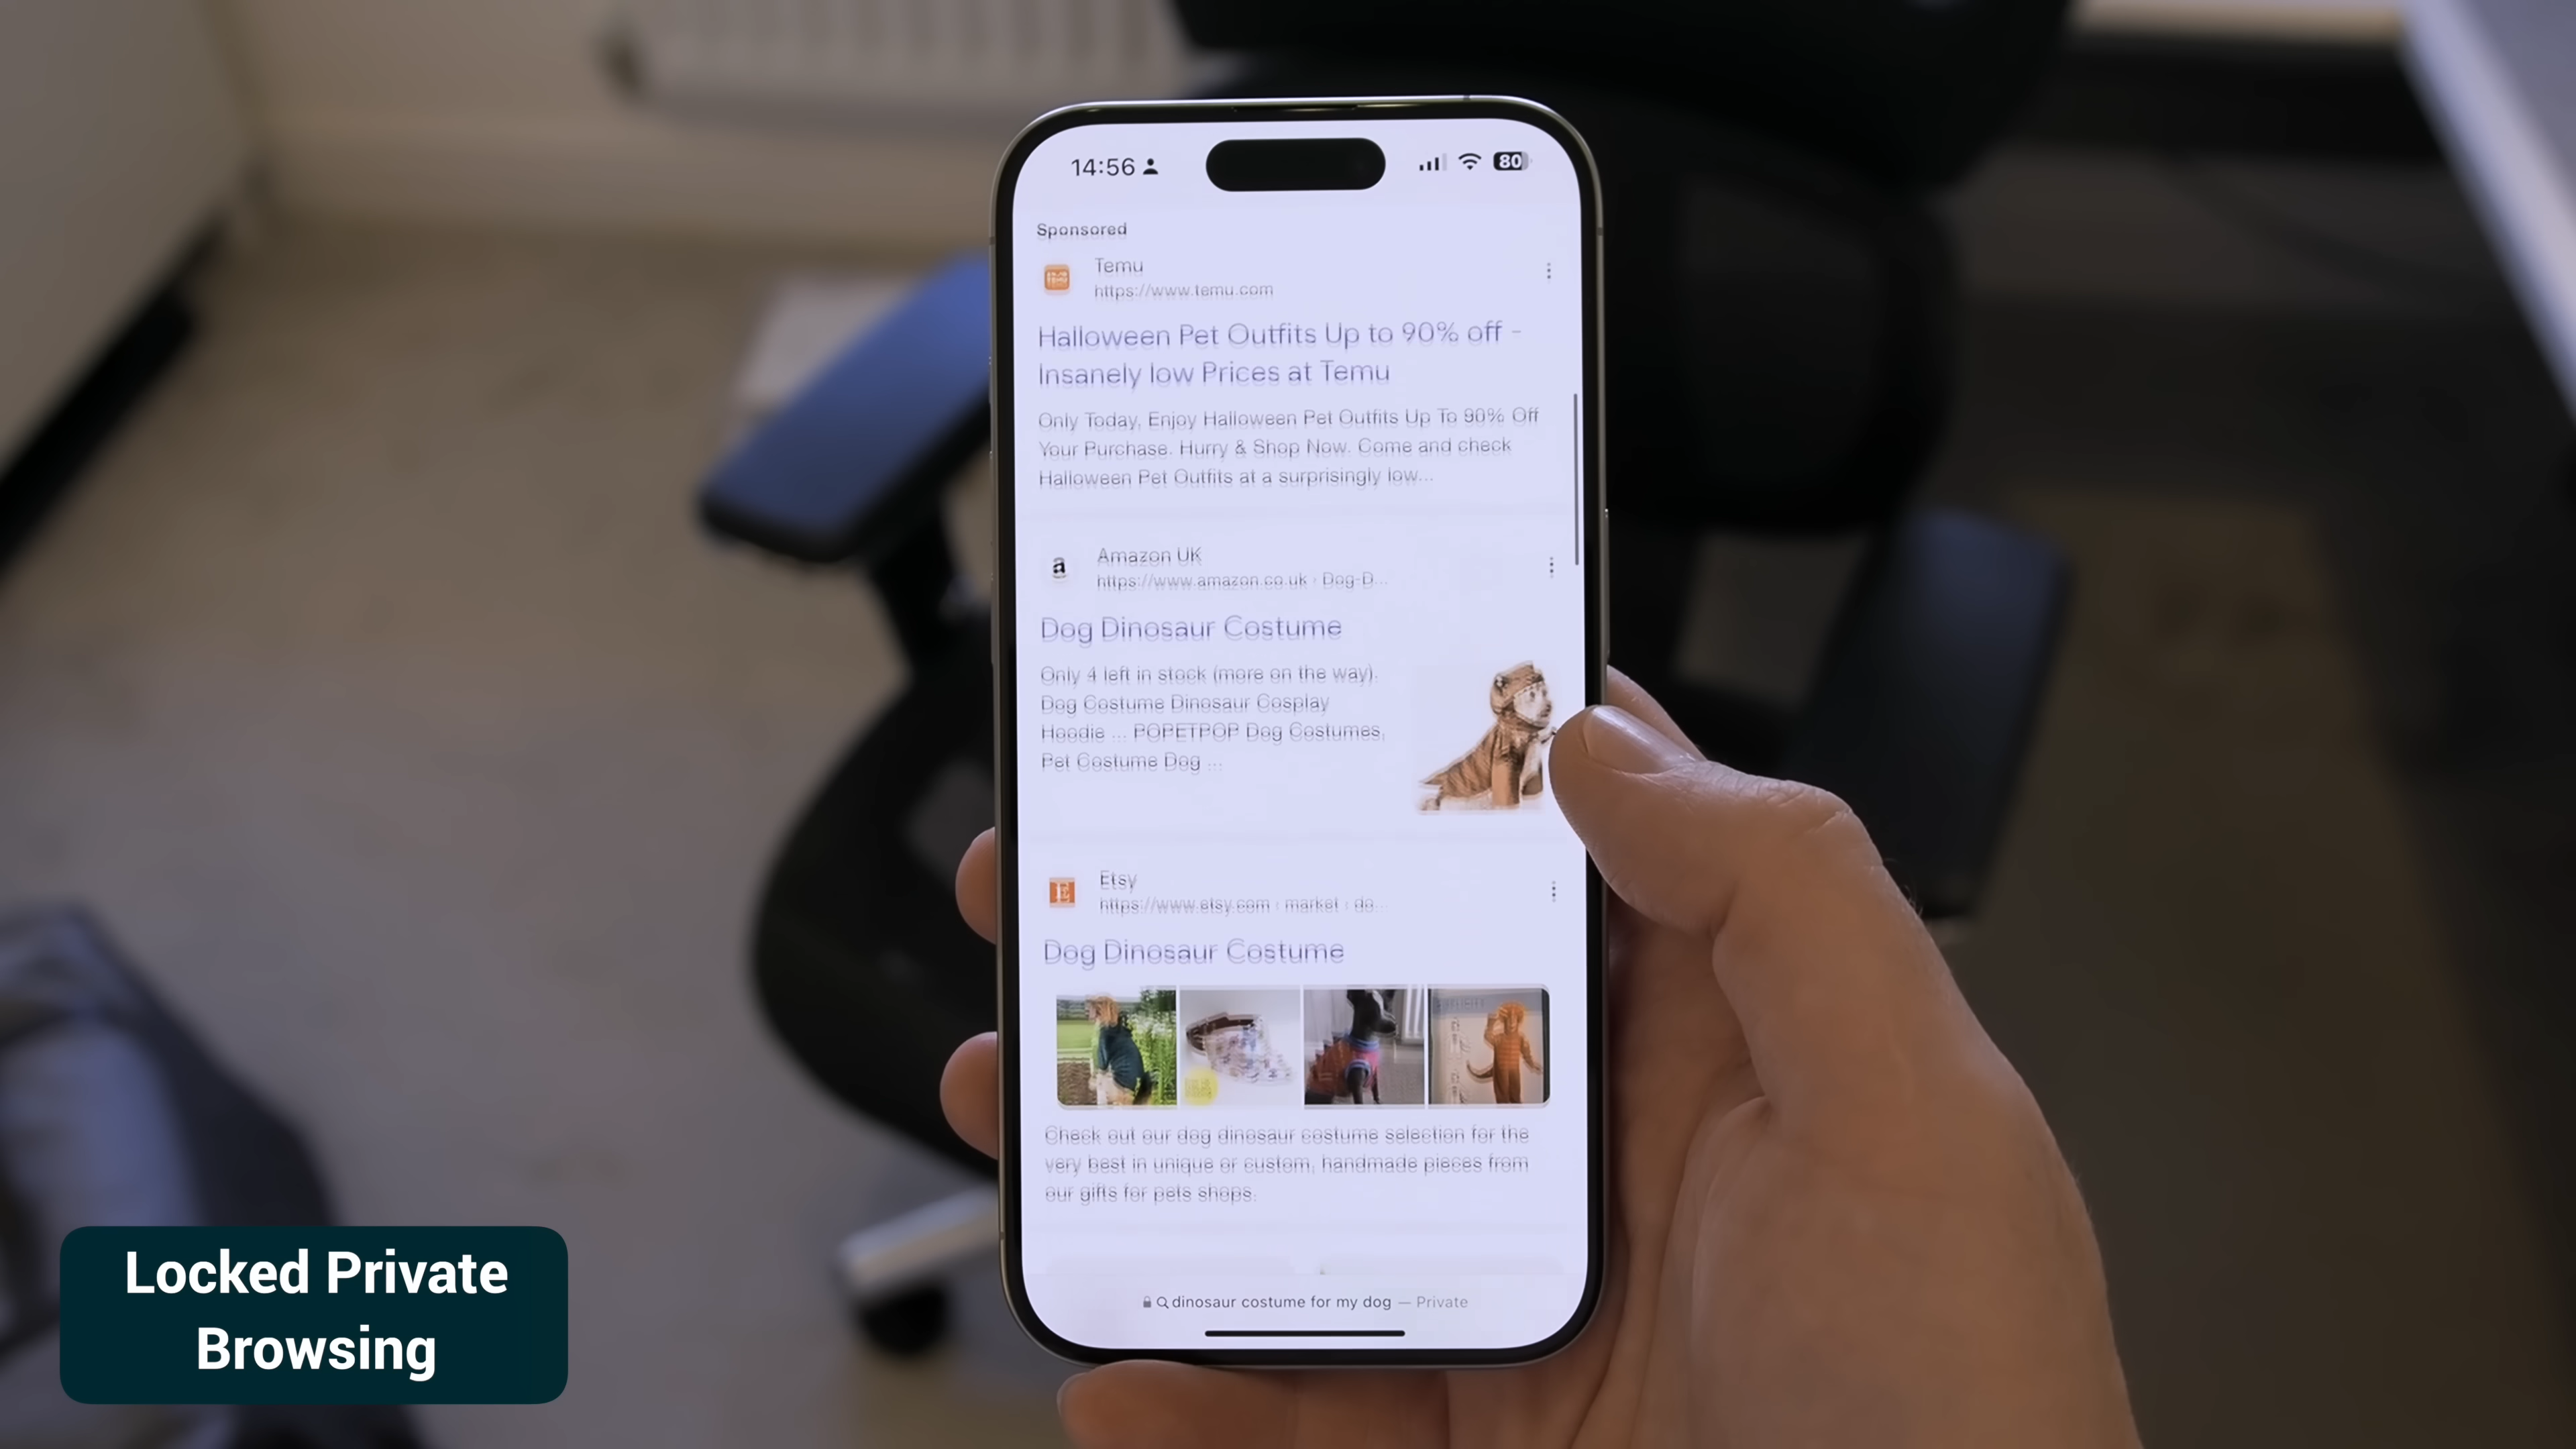 14:56
80
Sponsored
Temu
https://www.temu.com
Halloween Pet Outfits Up to 90% off -
Insanely low Prices at Temu
Only Today, Enjoy Halloween Pet Outfits Up To 90% Off
Your Purchase. Hurry & Shop Now. Come and check
Halloween Pet Outfits at a surprisingly low...
a
Amazon UK
https://www.amazon.co.uk › Dog-D...
Dog Dinosaur Costume
Only 4 left in stock (more on the way).
Dog Costume Dinosaur Cosplay
Hoodie ... POPETPOP Dog Costumes,
Pet Costume Dog ...
E
Etsy
https://www.etsy.com › market › do...
Dog Dinosaur Costume
Check out our dog dinosaur costume selection for the
very best in unique or custom, handmade pieces from
our gifts for pets shops.
dinosaur costume for my dog — Private
Locked Private
Browsing